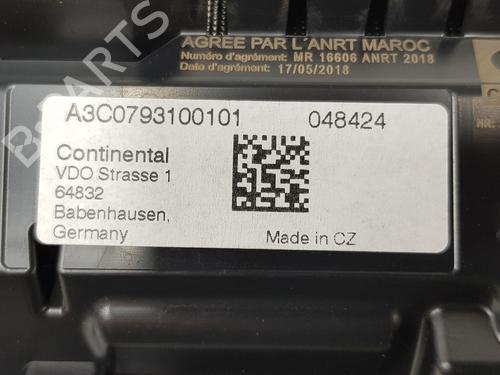 AGREE PAR L'ANRT MAROC
Numéro d'agrément: MR 16606 ANRT 2018
Date d'agrément: 17/05/2018
A3C0793100101 048424
Continental
VDO Strasse 1
64832
Babenhausen,
Germany
Made in CZ